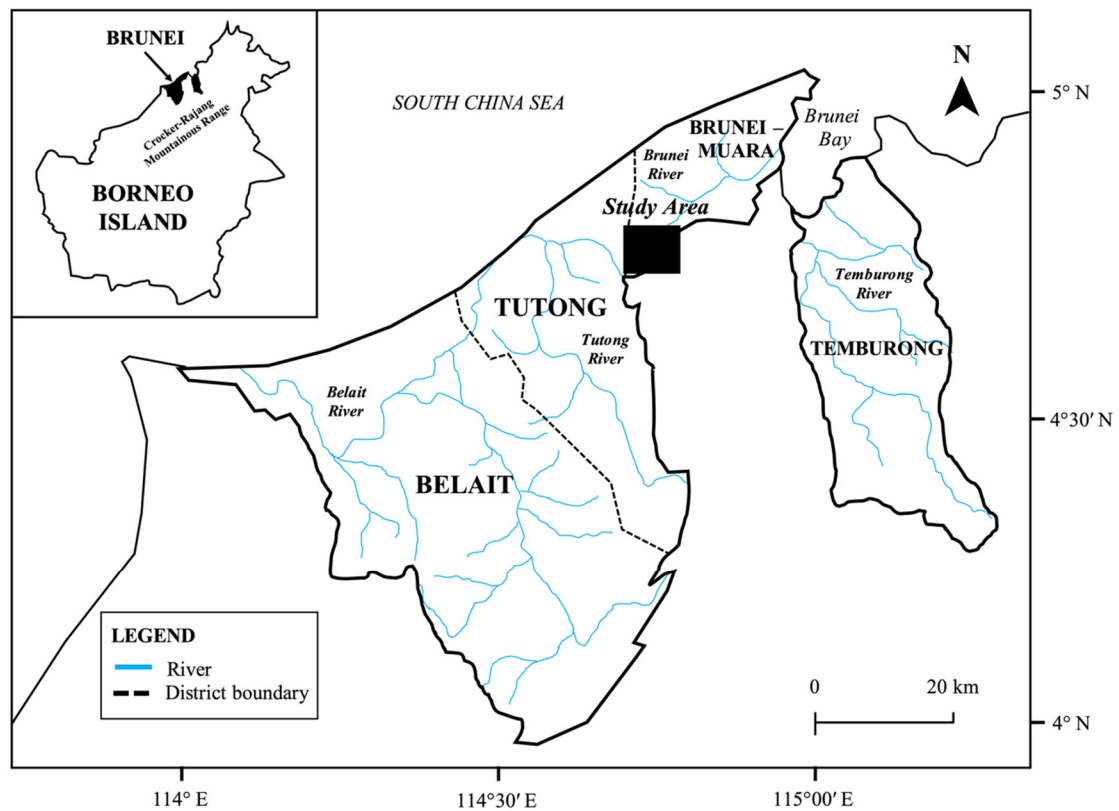 BRUNEI
Crocker-Rajang
Mountainous Range
BORNEO
ISLAND
SOUTH CHINA SEA
N
5° N
BRUNEI –
MUARA
Brunei
Bay
Brunei
River
Study Area
TUTONG
Tutong
River
Temburong
River
TEMBURONG
Belait
River
4°30′ N
BELAIT
LEGEND
River
District boundary
0 20 km
4° N
114° E
114°30′ E
115°00′ E